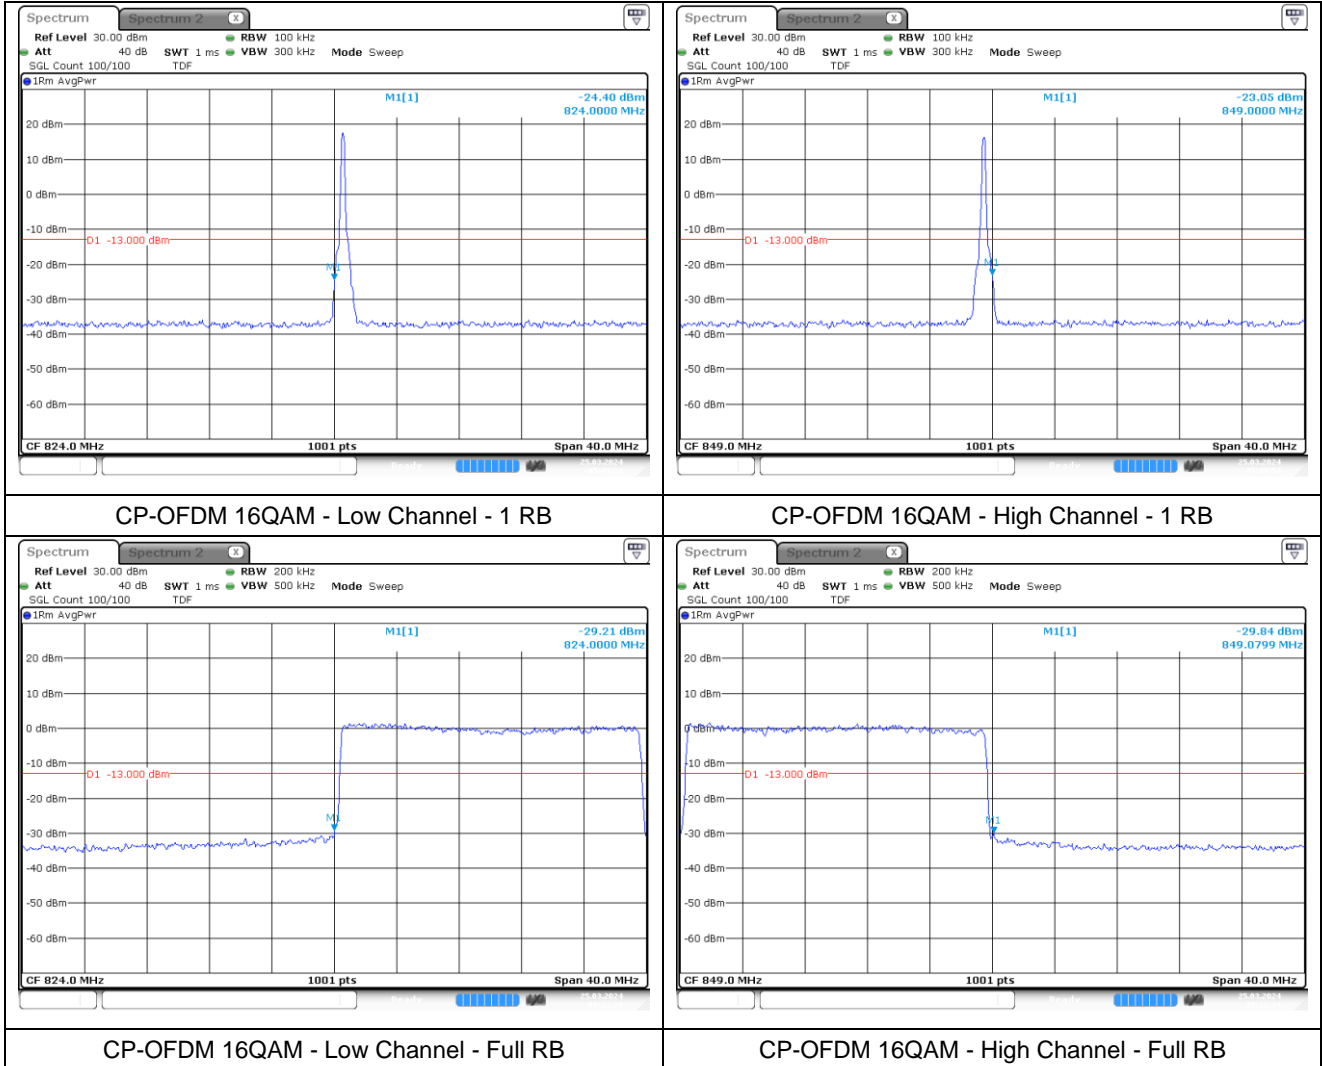 Spectrum Spectrum 2 X
Ref Level 30.00 dBm RBW 100 kHz
Att 40 dB SWT 1 ms VBW 300 kHz Mode Sweep
SGL Count 100/100 TDF
1Rm AvgPwr
M1[1] -24.40 dBm
824.0000 MHz
20 dBm
10 dBm
0 dBm
-10 dBm
D1 -13.000 dBm
-20 dBm
M1
-30 dBm
-40 dBm
-50 dBm
-60 dBm
CF 824.0 MHz 1001 pts Span 40.0 MHz
Ready 25.03.2024
CP-OFDM 16QAM - Low Channel - 1 RB
Spectrum Spectrum 2 X
Ref Level 30.00 dBm RBW 100 kHz
Att 40 dB SWT 1 ms VBW 300 kHz Mode Sweep
SGL Count 100/100 TDF
1Rm AvgPwr
M1[1] -23.05 dBm
849.0000 MHz
20 dBm
10 dBm
0 dBm
-10 dBm
D1 -13.000 dBm
-20 dBm
M1
-30 dBm
-40 dBm
-50 dBm
-60 dBm
CF 849.0 MHz 1001 pts Span 40.0 MHz
Ready 25.03.2024
CP-OFDM 16QAM - High Channel - 1 RB
Spectrum Spectrum 2 X
Ref Level 30.00 dBm RBW 200 kHz
Att 40 dB SWT 1 ms VBW 500 kHz Mode Sweep
SGL Count 100/100 TDF
1Rm AvgPwr
M1[1] -29.21 dBm
824.0000 MHz
20 dBm
10 dBm
0 dBm
-10 dBm
D1 -13.000 dBm
-20 dBm
M1
-30 dBm
-40 dBm
-50 dBm
-60 dBm
CF 824.0 MHz 1001 pts Span 40.0 MHz
Ready 25.03.2024
CP-OFDM 16QAM - Low Channel - Full RB
Spectrum Spectrum 2 X
Ref Level 30.00 dBm RBW 200 kHz
Att 40 dB SWT 1 ms VBW 500 kHz Mode Sweep
SGL Count 100/100 TDF
1Rm AvgPwr
M1[1] -29.84 dBm
849.0799 MHz
20 dBm
10 dBm
0 dBm
-10 dBm
D1 -13.000 dBm
-20 dBm
M1
-30 dBm
-40 dBm
-50 dBm
-60 dBm
CF 849.0 MHz 1001 pts Span 40.0 MHz
Ready 25.03.2024
CP-OFDM 16QAM - High Channel - Full RB